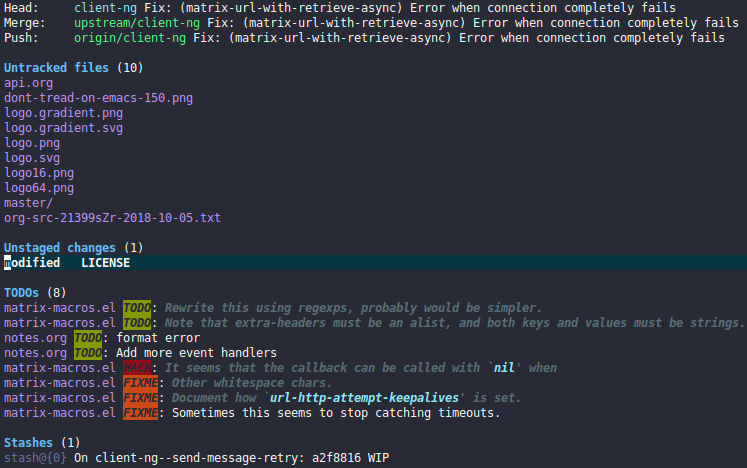 Head: client-ng Fix: (matrix-url-with-retrieve-async) Error when connection completely fails
Merge: upstream/client-ng Fix: (matrix-url-with-retrieve-async) Error when connection completely fails
Push: origin/client-ng Fix: (matrix-url-with-retrieve-async) Error when connection completely fails
Untracked files (10)
api.org
dont-tread-on-emacs-150.png
logo.gradient.png
logo.gradient.svg
logo.png
logo.svg
logo16.png
logo64.png
master/
org-src-21399sZr-2018-10-05.txt
Unstaged changes (1)
modified LICENSE
TODOs (8)
matrix-macros.el TODO: Rewrite this using regexps, probably would be simpler.
matrix-macros.el TODO: Note that extra-headers must be an alist, and both keys and values must be strings.
notes.org TODO: format error
notes.org TODO: Add more event handlers
matrix-macros.el HACK: It seems that the callback can be called with `nil' when
matrix-macros.el FIXME: Other whitespace chars.
matrix-macros.el FIXME: Document how `url-http-attempt-keepalives' is set.
matrix-macros.el FIXME: Sometimes this seems to stop catching timeouts.
Stashes (1)
stash@{0} On client-ng--send-message-retry: a2f8816 WIP